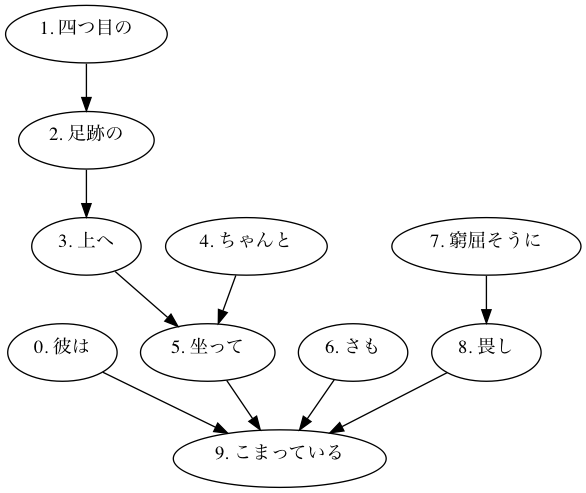 1. 四つ目の
2. 足跡の
3. 上へ
4. ちゃんと
7. 窮屈そうに
0. 彼は
5. 坐って
6. さも
8. 畏し
9. こまっている